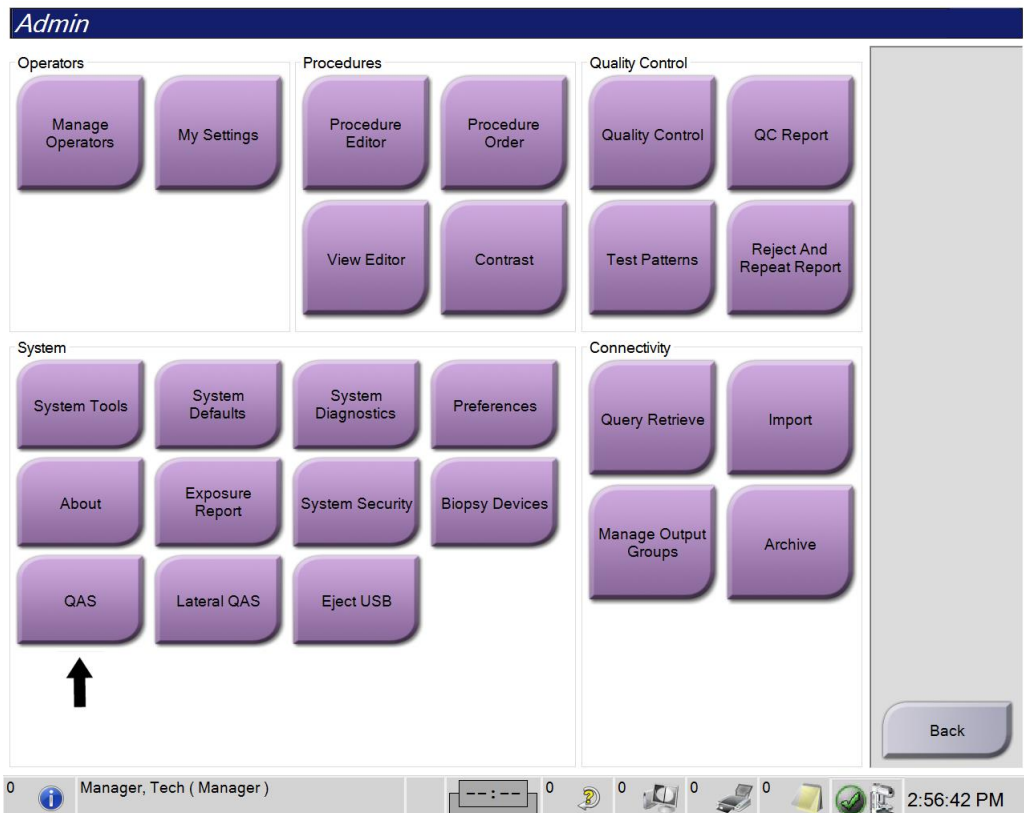 Admin
Operators
Manage
Operators
My Settings
Procedures
Procedure
Editor
Procedure
Order
View Editor
Contrast
Quality Control
Quality Control
QC Report
Test Patterns
Reject And
Repeat Report
System
System Tools
System
Defaults
System
Diagnostics
Preferences
About
Exposure
Report
System Security
Biopsy Devices
QAS
Lateral QAS
Eject USB
Connectivity
Query Retrieve
Import
Manage Output
Groups
Archive
Back
0
Manager, Tech ( Manager )
--:--
0
0
0
0
2:56:42 PM